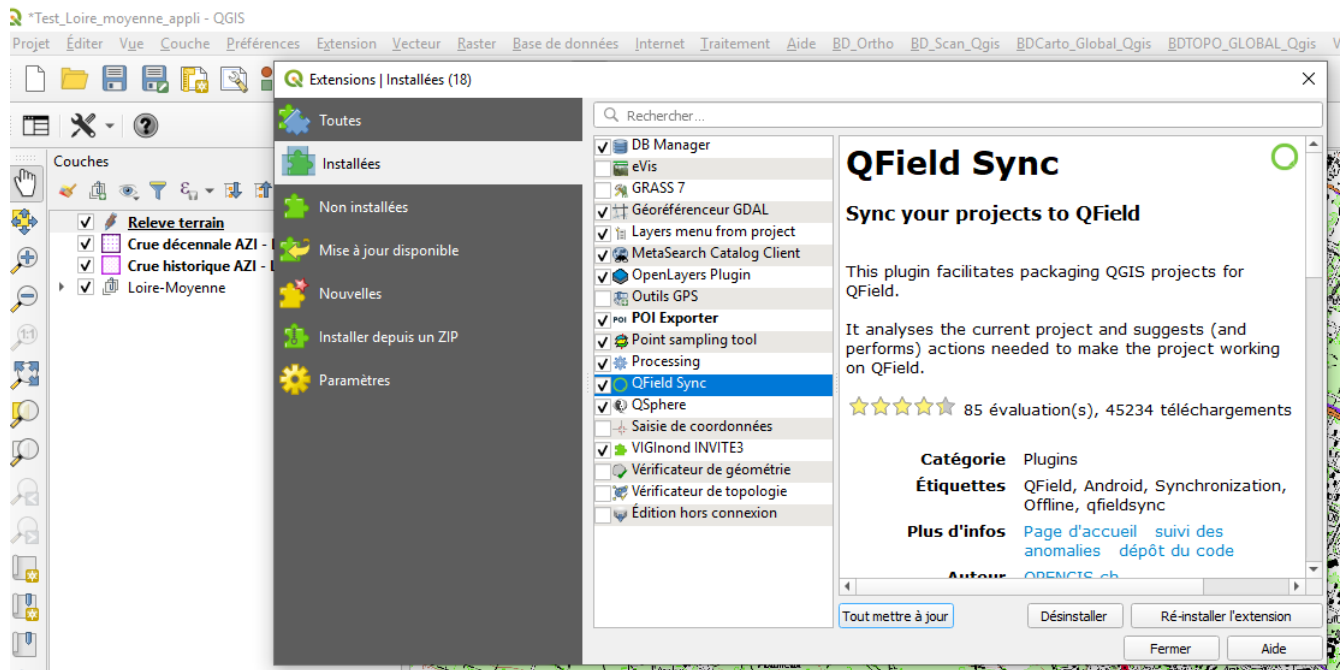 *Test_Loire_moyenne_appli - QGIS
Projet Éditer Vue Couche Préférences Extension Vecteur Raster Base de données Internet Traitement Aide BD_Ortho BD_Scan_Qgis BDCarto_Global_Qgis BDTOPO_GLOBAL_Qgis V
Extensions | Installées (18)
Couches
Releve terrain
Crue décennale AZI - L
Crue historique AZI - L
Loire-Moyenne
Toutes
Installées
Non installées
Mise à jour disponible
Nouvelles
Installer depuis un ZIP
Paramètres
Rechercher...
DB Manager
eVis
GRASS 7
Géoréférenceur GDAL
Layers menu from project
MetaSearch Catalog Client
OpenLayers Plugin
Outils GPS
POI POI Exporter
Point sampling tool
Processing
QField Sync
QSphere
Saisie de coordonnées
VIGInond INVITE3
Vérificateur de géométrie
Vérificateur de topologie
Édition hors connexion
QField Sync
Sync your projects to QField
This plugin facilitates packaging QGIS projects for
QField.
It analyses the current project and suggests (and
performs) actions needed to make the project working
on QField.
85 évaluation(s), 45234 téléchargements
Catégorie Plugins
Étiquettes QField, Android, Synchronization,
Offline, qfieldsync
Plus d'infos Page d'accueil suivi des
anomalies dépôt du code
Auteur OPENGIS.ch
Tout mettre à jour Désinstaller Ré-installer l'extension
Fermer Aide